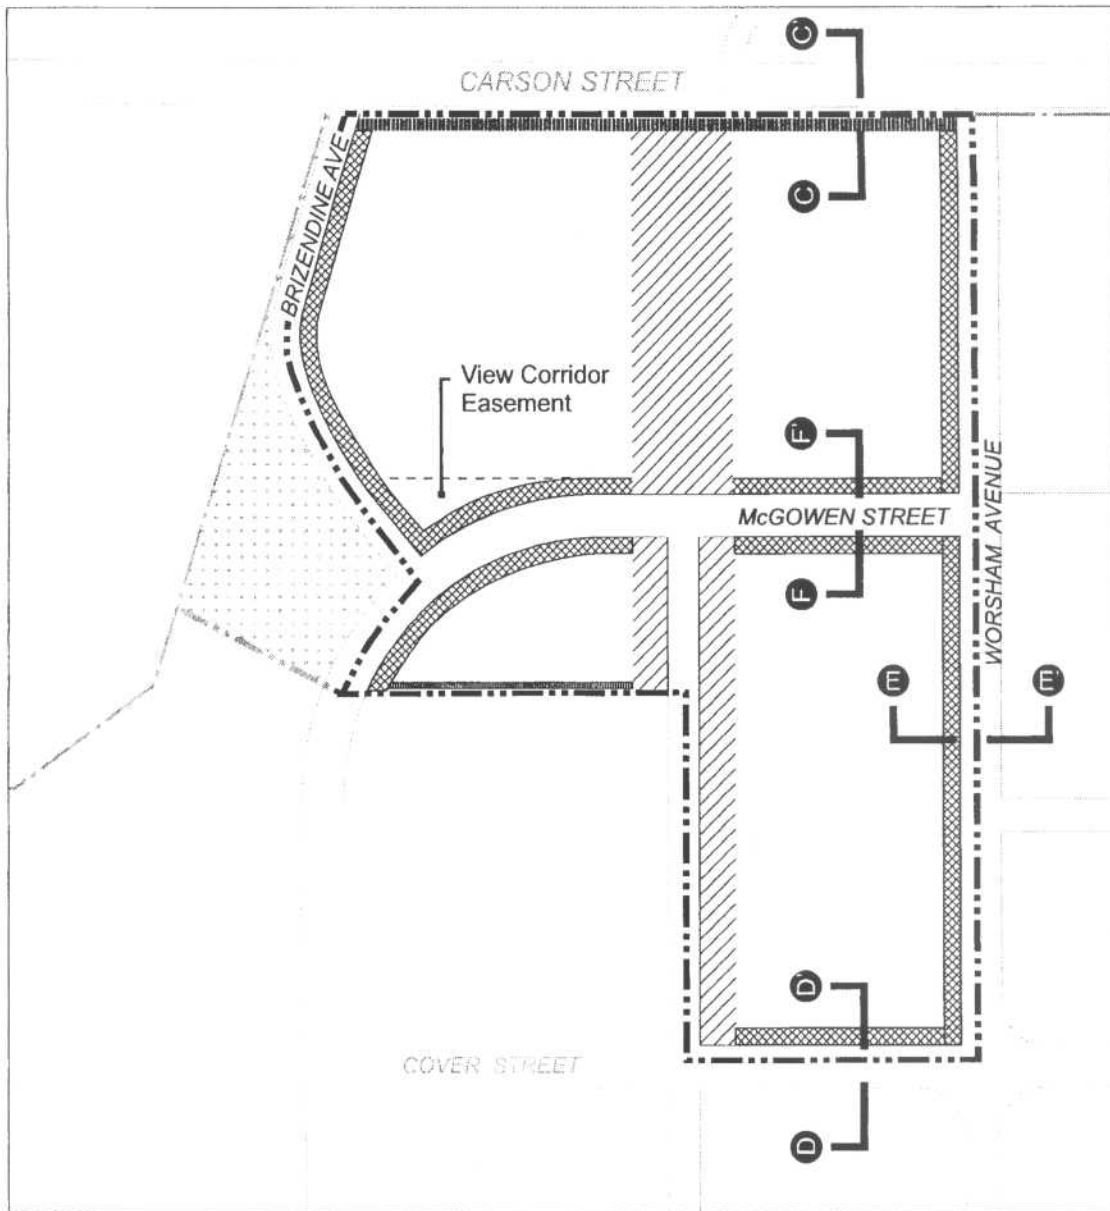 C'
CARSON STREET
C
BRIZENDINE AVE
View Corridor
Easement
F'
McGOWEN STREET
WORSHAM AVENUE
F
E
E'
D'
COVER STREET
D